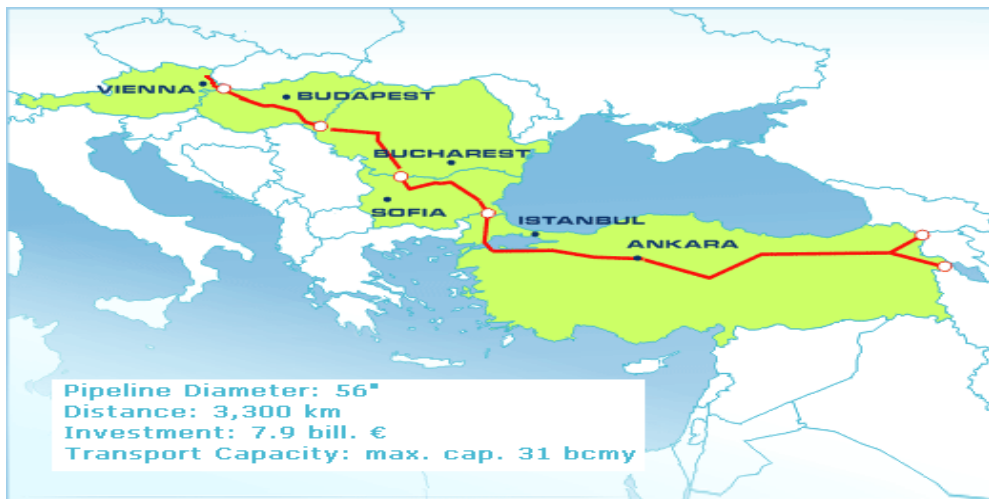 VIENNA
BUDAPEST
BUCHAREST
SOFIA
ISTANBUL
ANKARA
Pipeline Diameter: 56"
Distance: 3,300 km
Investment: 7.9 bill. €
Transport Capacity: max. cap. 31 bcmy